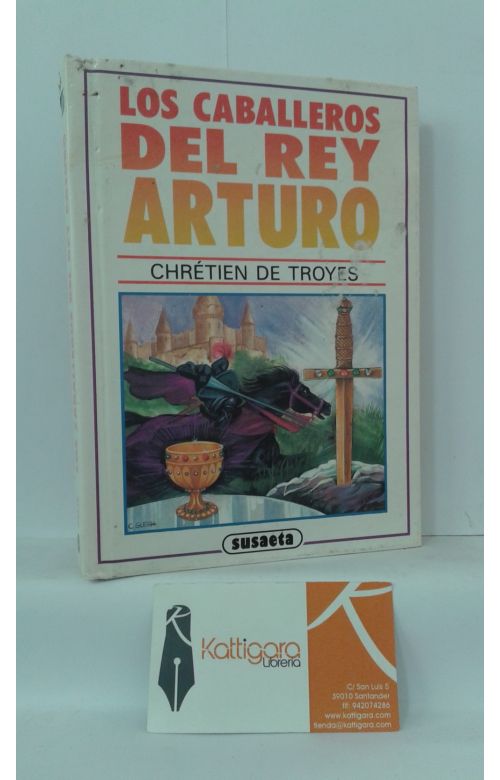 LOS CABALLEROS
DEL REY
ARTURO
CHRÉTIEN DE TROYES
susaeta
K
Kattigara
Librería
C/ San Luis 5
39010 Santander
tlf: 942074286
www.kattigara.com
tienda@kattigara.com